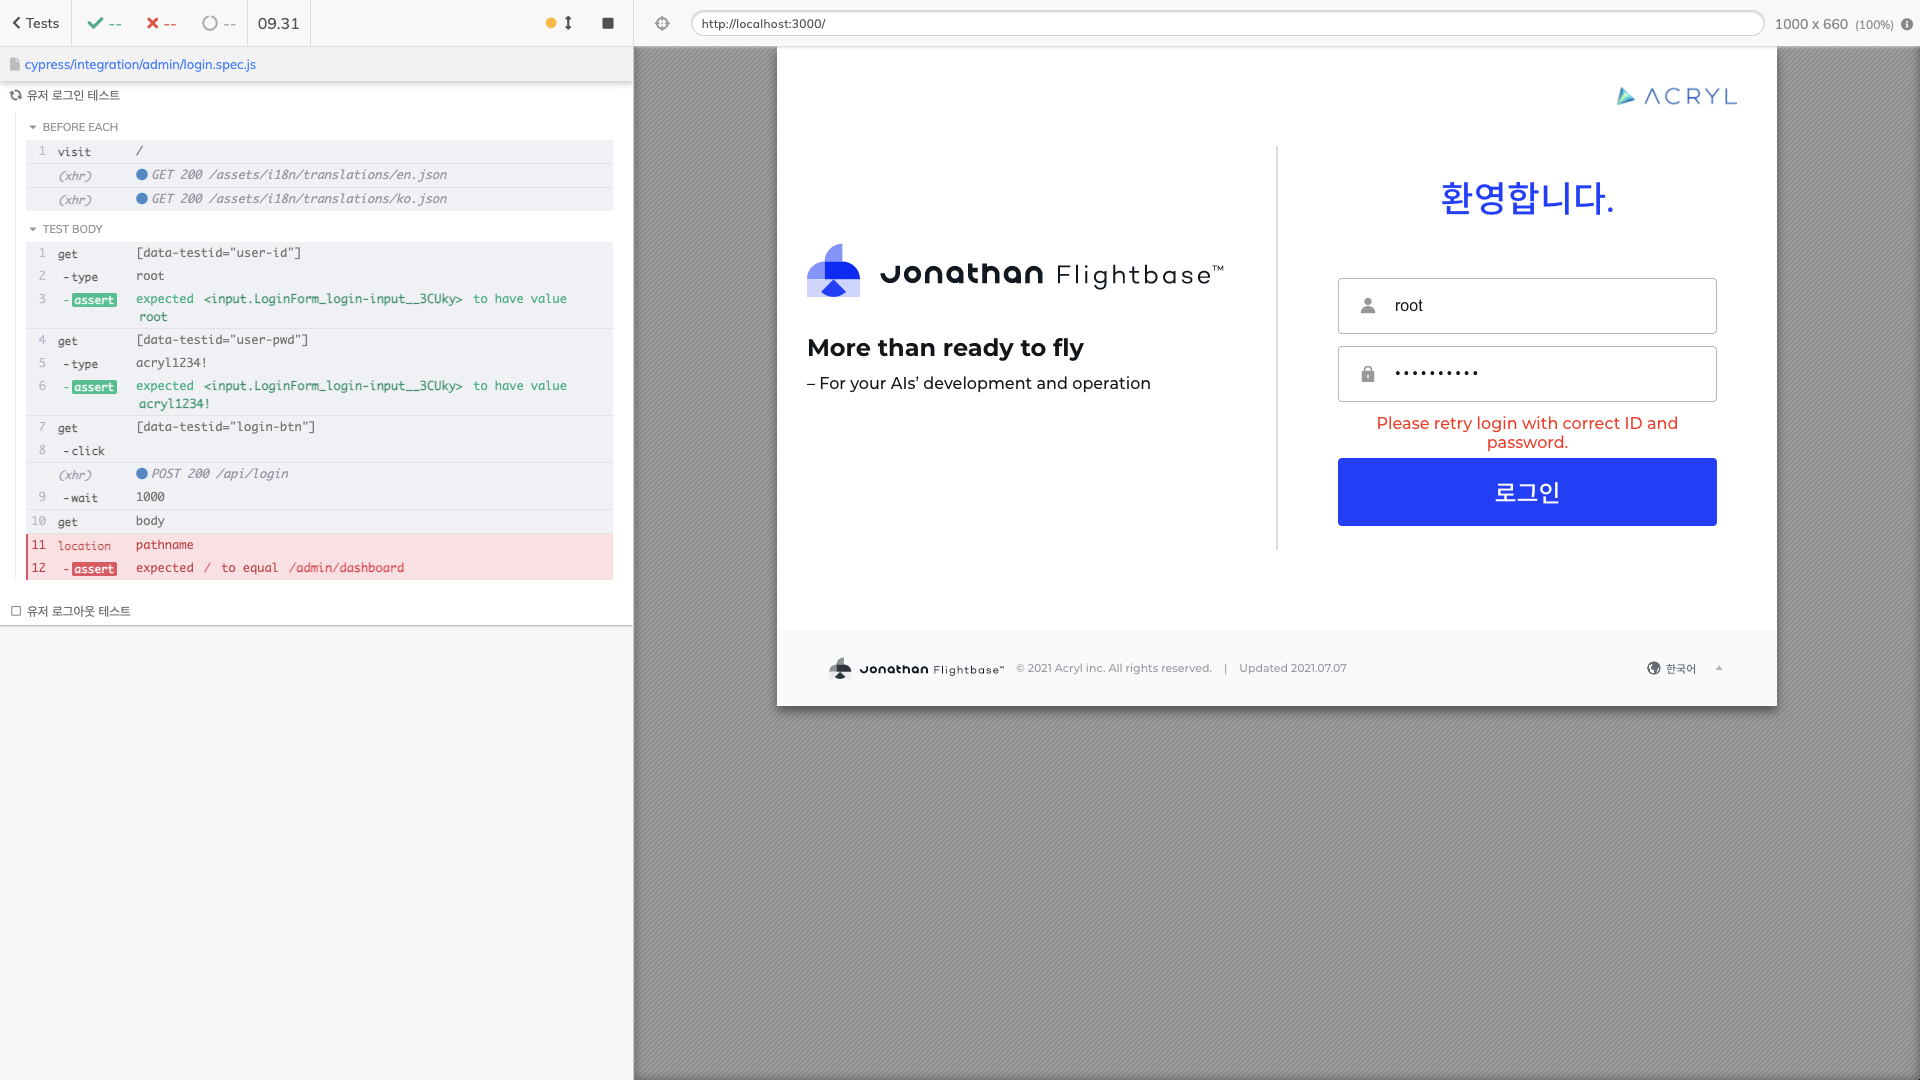 Tests
--
--
--
09.31
http://localhost:3000/
1000 x 660 (100%)
cypress/integration/admin/login.spec.js
유저 로그인 테스트
BEFORE EACH
1 visit /
(xhr) GET 200 /assets/i18n/translations/en.json
(xhr) GET 200 /assets/i18n/translations/ko.json
TEST BODY
1 get [data-testid="user-id"]
2 -type root
3 -assert expected <input.LoginForm_login-input__3CUky> to have value
root
4 get [data-testid="user-pwd"]
5 -type acryl1234!
6 -assert expected <input.LoginForm_login-input__3CUky> to have value
acryl1234!
7 get [data-testid="login-btn"]
8 -click
(xhr) POST 200 /api/login
9 -wait 1000
10 get body
11 location pathname
12 -assert expected / to equal /admin/dashboard
유저 로그아웃 테스트
ACRYL
Jonathan Flightbase™
More than ready to fly
– For your AIs’ development and operation
환영합니다.
root
••••••••••
Please retry login with correct ID and
password.
로그인
Jonathan Flightbase™ © 2021 Acryl inc. All rights reserved. | Updated 2021.07.07
한국어